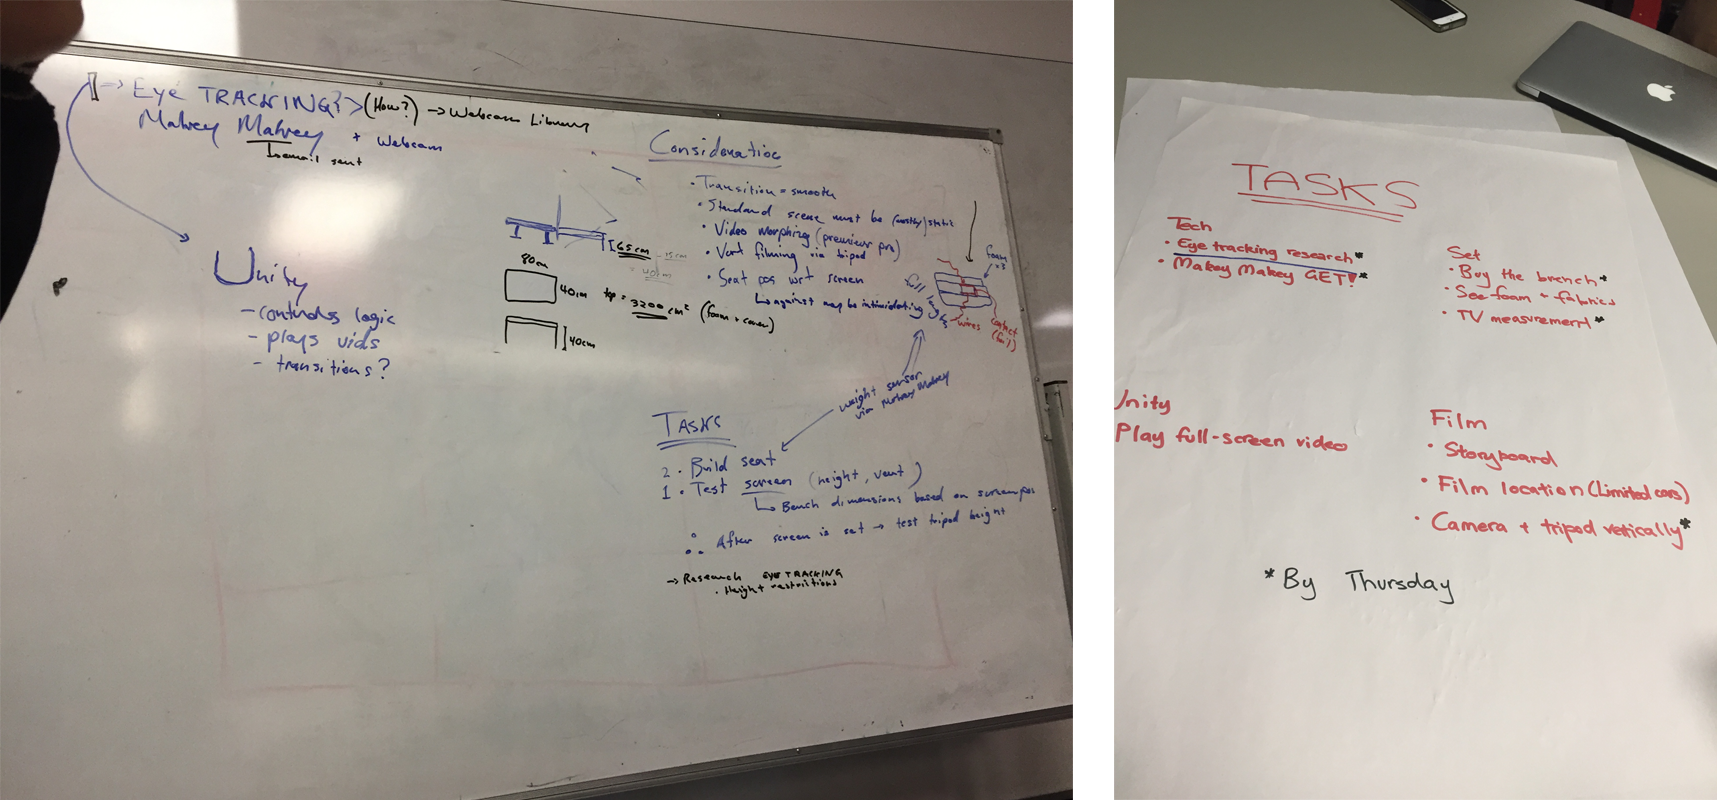 → Eye TRACKING? > (How?) → Webcam Library
Makey Makey + Webcam
email sent
Unity
- controls logic
- plays vids
- transitions?
65cm
15cm
40cm
80cm
40cm
top = 3200cm² (foam + cover)
40cm
Consideration
• Transition = smooth
• Standard scene must be (mostly) static
• Video morphing (premiere pro)
• Vert filming via tripod
• Seat pos wrt screen
↳ against may be intimidating
foam
x3
wires
contact
(foil)
weight sensor
via Makey Makey
TASKS
2 • Build seat
1 • Test screen (height, vert)
↳ Bench dimensions based on screen pos
∴ After screen is set → test tripod height
→ Research EYE TRACKING
• Height restritions
TASKS
Tech
• Eye tracking research*
• Makey Makey GET!*
Set
• Buy the brench*
• See foam + fabrics
• TV measurement*
Unity
Play full-screen video
Film
• Storyboard
• Film location (Limited cars)
• Camera + tripod vertically*
*By Thursday